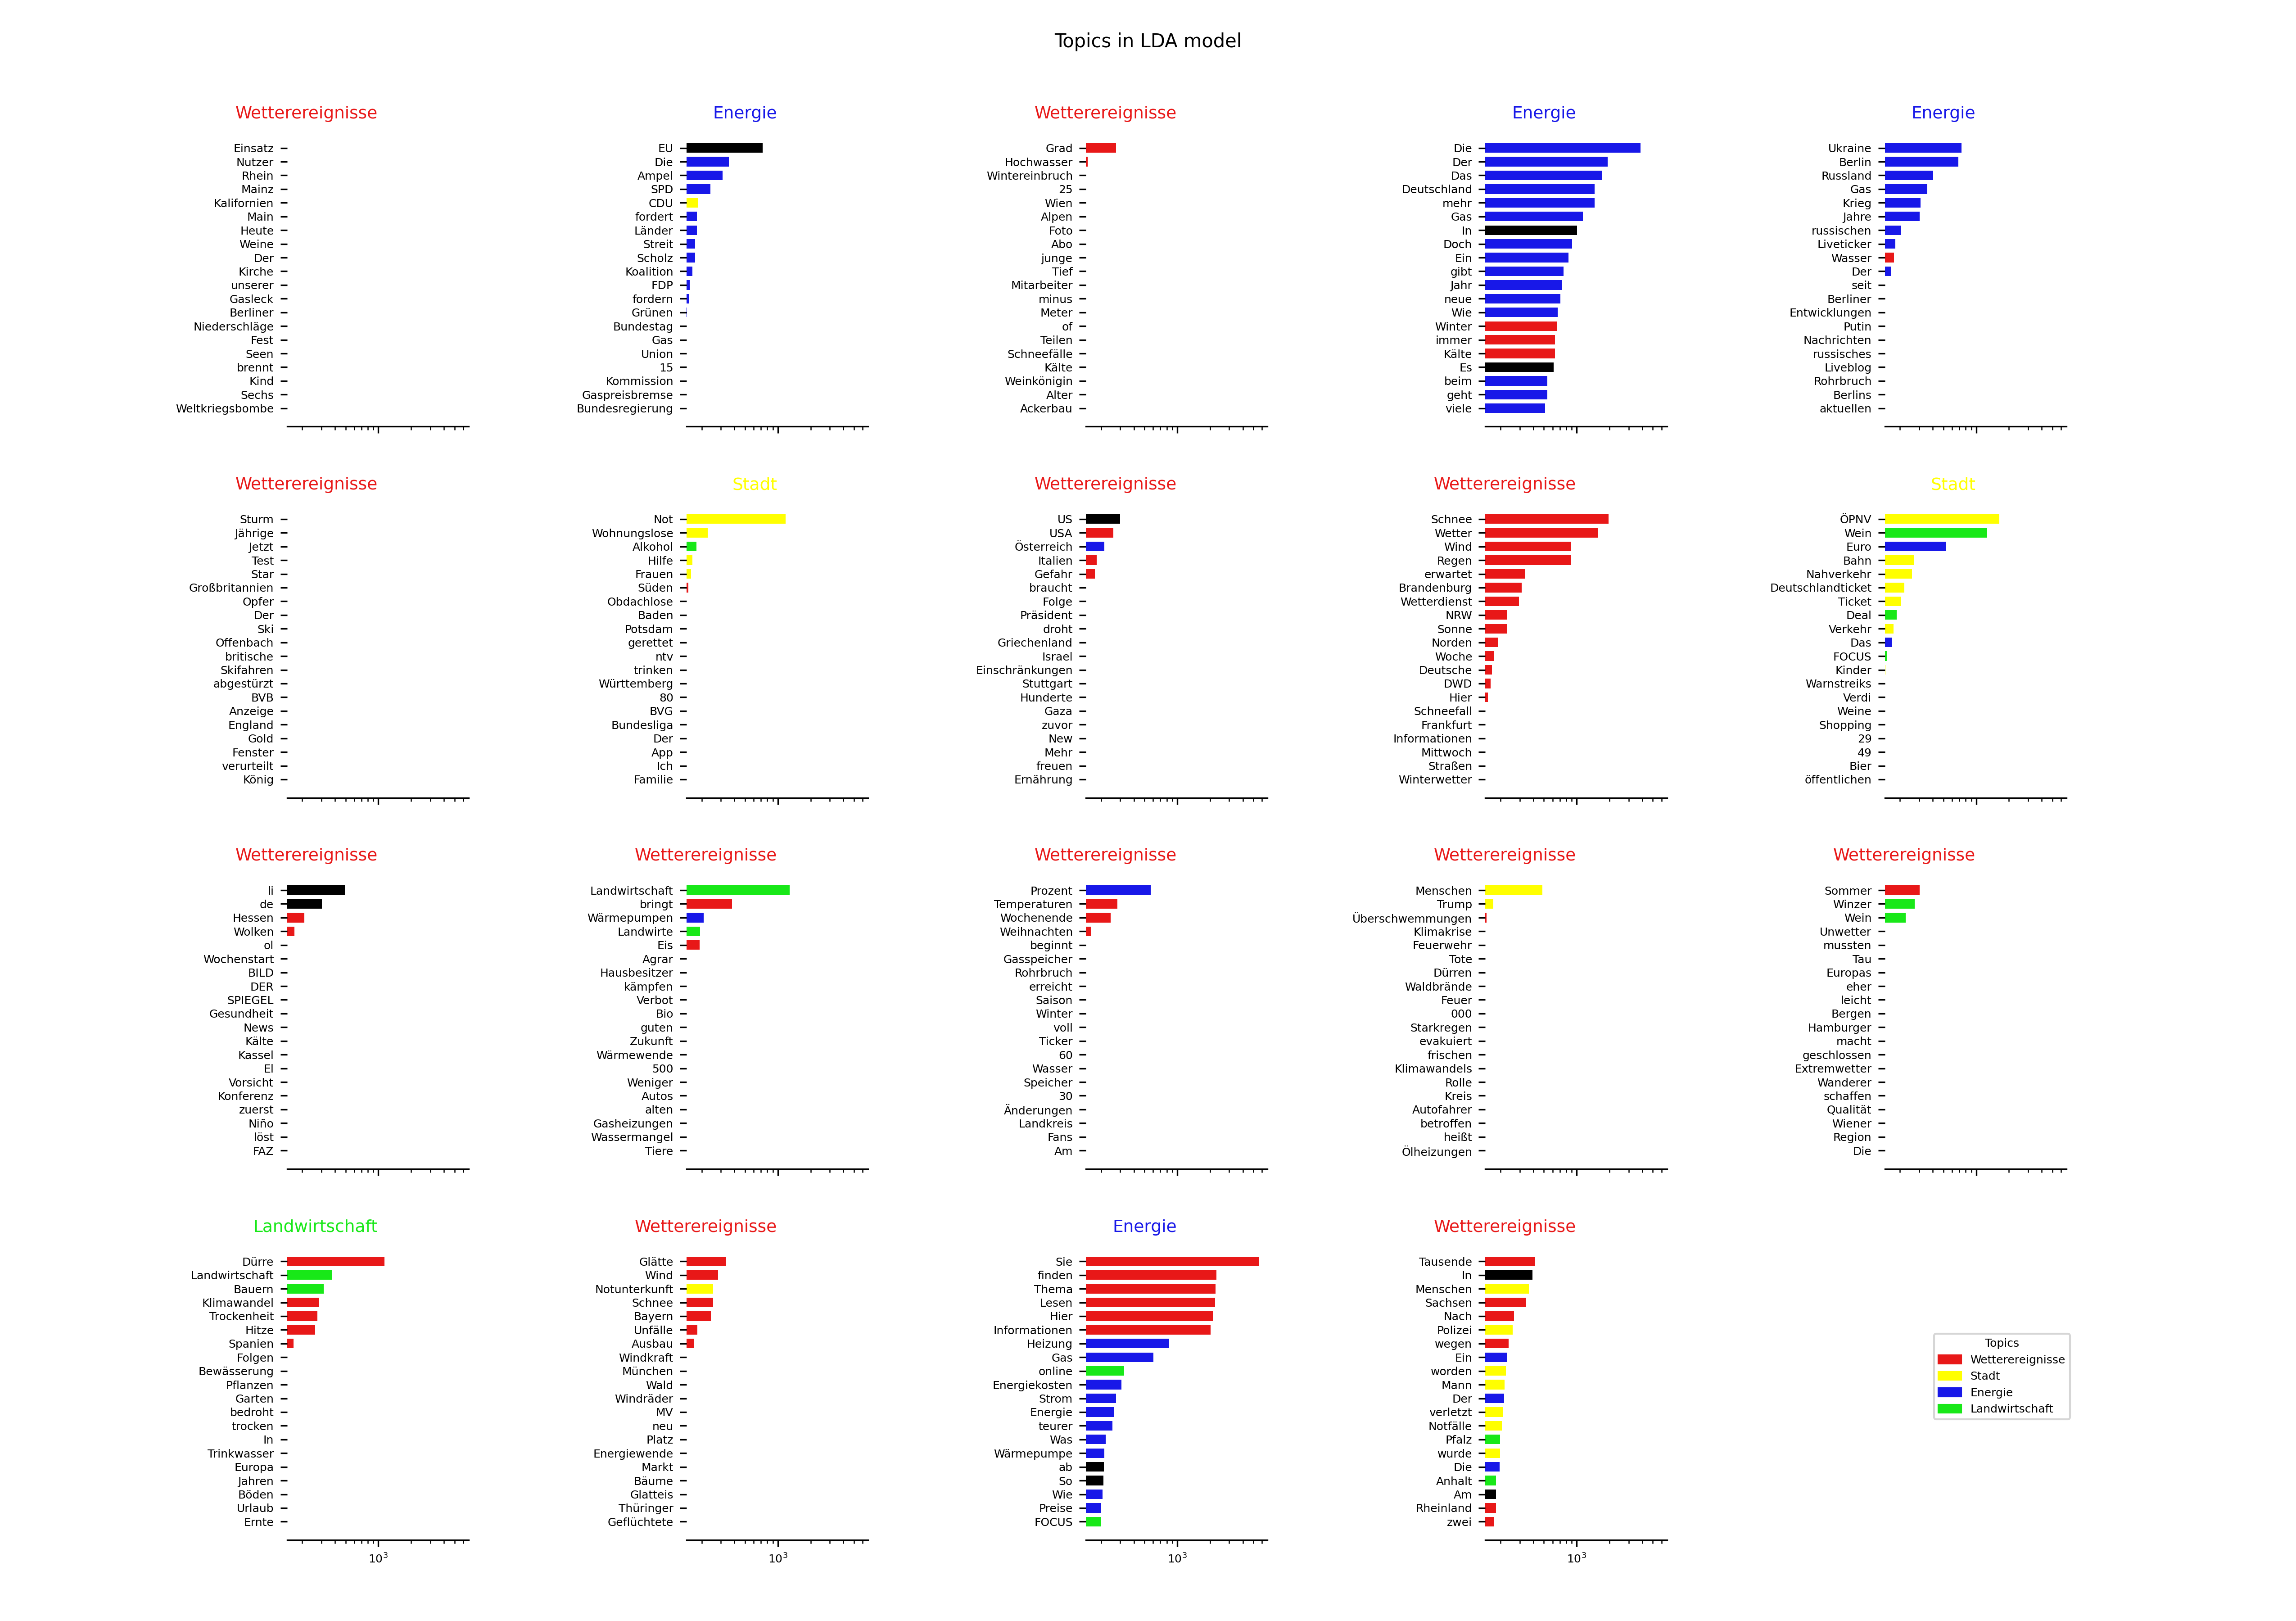 Topics in LDA model
Wetterereignisse
Einsatz
Nutzer
Rhein
Mainz
Kalifornien
Main
Heute
Weine
Der
Kirche
unserer
Gasleck
Berliner
Niederschläge
Fest
Seen
brennt
Kind
Sechs
Weltkriegsbombe
Energie
EU
Die
Ampel
SPD
CDU
fordert
Länder
Streit
Scholz
Koalition
FDP
fordern
Grünen
Bundestag
Gas
Union
15
Kommission
Gaspreisbremse
Bundesregierung
Wetterereignisse
Grad
Hochwasser
Wintereinbruch
25
Wien
Alpen
Foto
Abo
junge
Tief
Mitarbeiter
minus
Meter
of
Teilen
Schneefälle
Kälte
Weinkönigin
Alter
Ackerbau
Energie
Die
Der
Das
Deutschland
mehr
Gas
In
Doch
Ein
gibt
Jahr
neue
Wie
Winter
immer
Kälte
Es
beim
geht
viele
Energie
Ukraine
Berlin
Russland
Gas
Krieg
Jahre
russischen
Liveticker
Wasser
Der
seit
Berliner
Entwicklungen
Putin
Nachrichten
russisches
Liveblog
Rohrbruch
Berlins
aktuellen
Wetterereignisse
Sturm
Jährige
Jetzt
Test
Star
Großbritannien
Opfer
Der
Ski
Offenbach
britische
Skifahren
abgestürzt
BVB
Anzeige
England
Gold
Fenster
verurteilt
König
Stadt
Not
Wohnungslose
Alkohol
Hilfe
Frauen
Süden
Obdachlose
Baden
Potsdam
gerettet
ntv
trinken
Württemberg
80
BVG
Bundesliga
Der
App
Ich
Familie
Wetterereignisse
US
USA
Österreich
Italien
Gefahr
braucht
Folge
Präsident
droht
Griechenland
Israel
Einschränkungen
Stuttgart
Hunderte
Gaza
zuvor
New
Mehr
freuen
Ernährung
Wetterereignisse
Schnee
Wetter
Wind
Regen
erwartet
Brandenburg
Wetterdienst
NRW
Sonne
Norden
Woche
Deutsche
DWD
Hier
Schneefall
Frankfurt
Informationen
Mittwoch
Straßen
Winterwetter
Stadt
ÖPNV
Wein
Euro
Bahn
Nahverkehr
Deutschlandticket
Ticket
Deal
Verkehr
Das
FOCUS
Kinder
Warnstreiks
Verdi
Weine
Shopping
29
49
Bier
öffentlichen
Wetterereignisse
li
de
Hessen
Wolken
ol
Wochenstart
BILD
DER
SPIEGEL
Gesundheit
News
Kälte
Kassel
El
Vorsicht
Konferenz
zuerst
Niño
löst
FAZ
Wetterereignisse
Landwirtschaft
bringt
Wärmepumpen
Landwirte
Eis
Agrar
Hausbesitzer
kämpfen
Verbot
Bio
guten
Zukunft
Wärmewende
500
Weniger
Autos
alten
Gasheizungen
Wassermangel
Tiere
Wetterereignisse
Prozent
Temperaturen
Wochenende
Weihnachten
beginnt
Gasspeicher
Rohrbruch
erreicht
Saison
Winter
voll
Ticker
60
Wasser
Speicher
30
Änderungen
Landkreis
Fans
Am
Wetterereignisse
Menschen
Trump
Überschwemmungen
Klimakrise
Feuerwehr
Tote
Dürren
Waldbrände
Feuer
000
Starkregen
evakuiert
frischen
Klimawandels
Rolle
Kreis
Autofahrer
betroffen
heißt
Ölheizungen
Wetterereignisse
Sommer
Winzer
Wein
Unwetter
mussten
Tau
Europas
eher
leicht
Bergen
Hamburger
macht
geschlossen
Extremwetter
Wanderer
schaffen
Qualität
Wiener
Region
Die
Landwirtschaft
Dürre
Landwirtschaft
Bauern
Klimawandel
Trockenheit
Hitze
Spanien
Folgen
Bewässerung
Pflanzen
Garten
bedroht
trocken
In
Trinkwasser
Europa
Jahren
Böden
Urlaub
Ernte
10³
Wetterereignisse
Glätte
Wind
Notunterkunft
Schnee
Bayern
Unfälle
Ausbau
Windkraft
München
Wald
Windräder
MV
neu
Platz
Energiewende
Markt
Bäume
Glatteis
Thüringer
Geflüchtete
10³
Energie
Sie
finden
Thema
Lesen
Hier
Informationen
Heizung
Gas
online
Energiekosten
Strom
Energie
teurer
Was
Wärmepumpe
ab
So
Wie
Preise
FOCUS
10³
Wetterereignisse
Tausende
In
Menschen
Sachsen
Nach
Polizei
wegen
Ein
worden
Mann
Der
verletzt
Notfälle
Pfalz
wurde
Die
Anhalt
Am
Rheinland
zwei
10³
Topics
Wetterereignisse
Stadt
Energie
Landwirtschaft